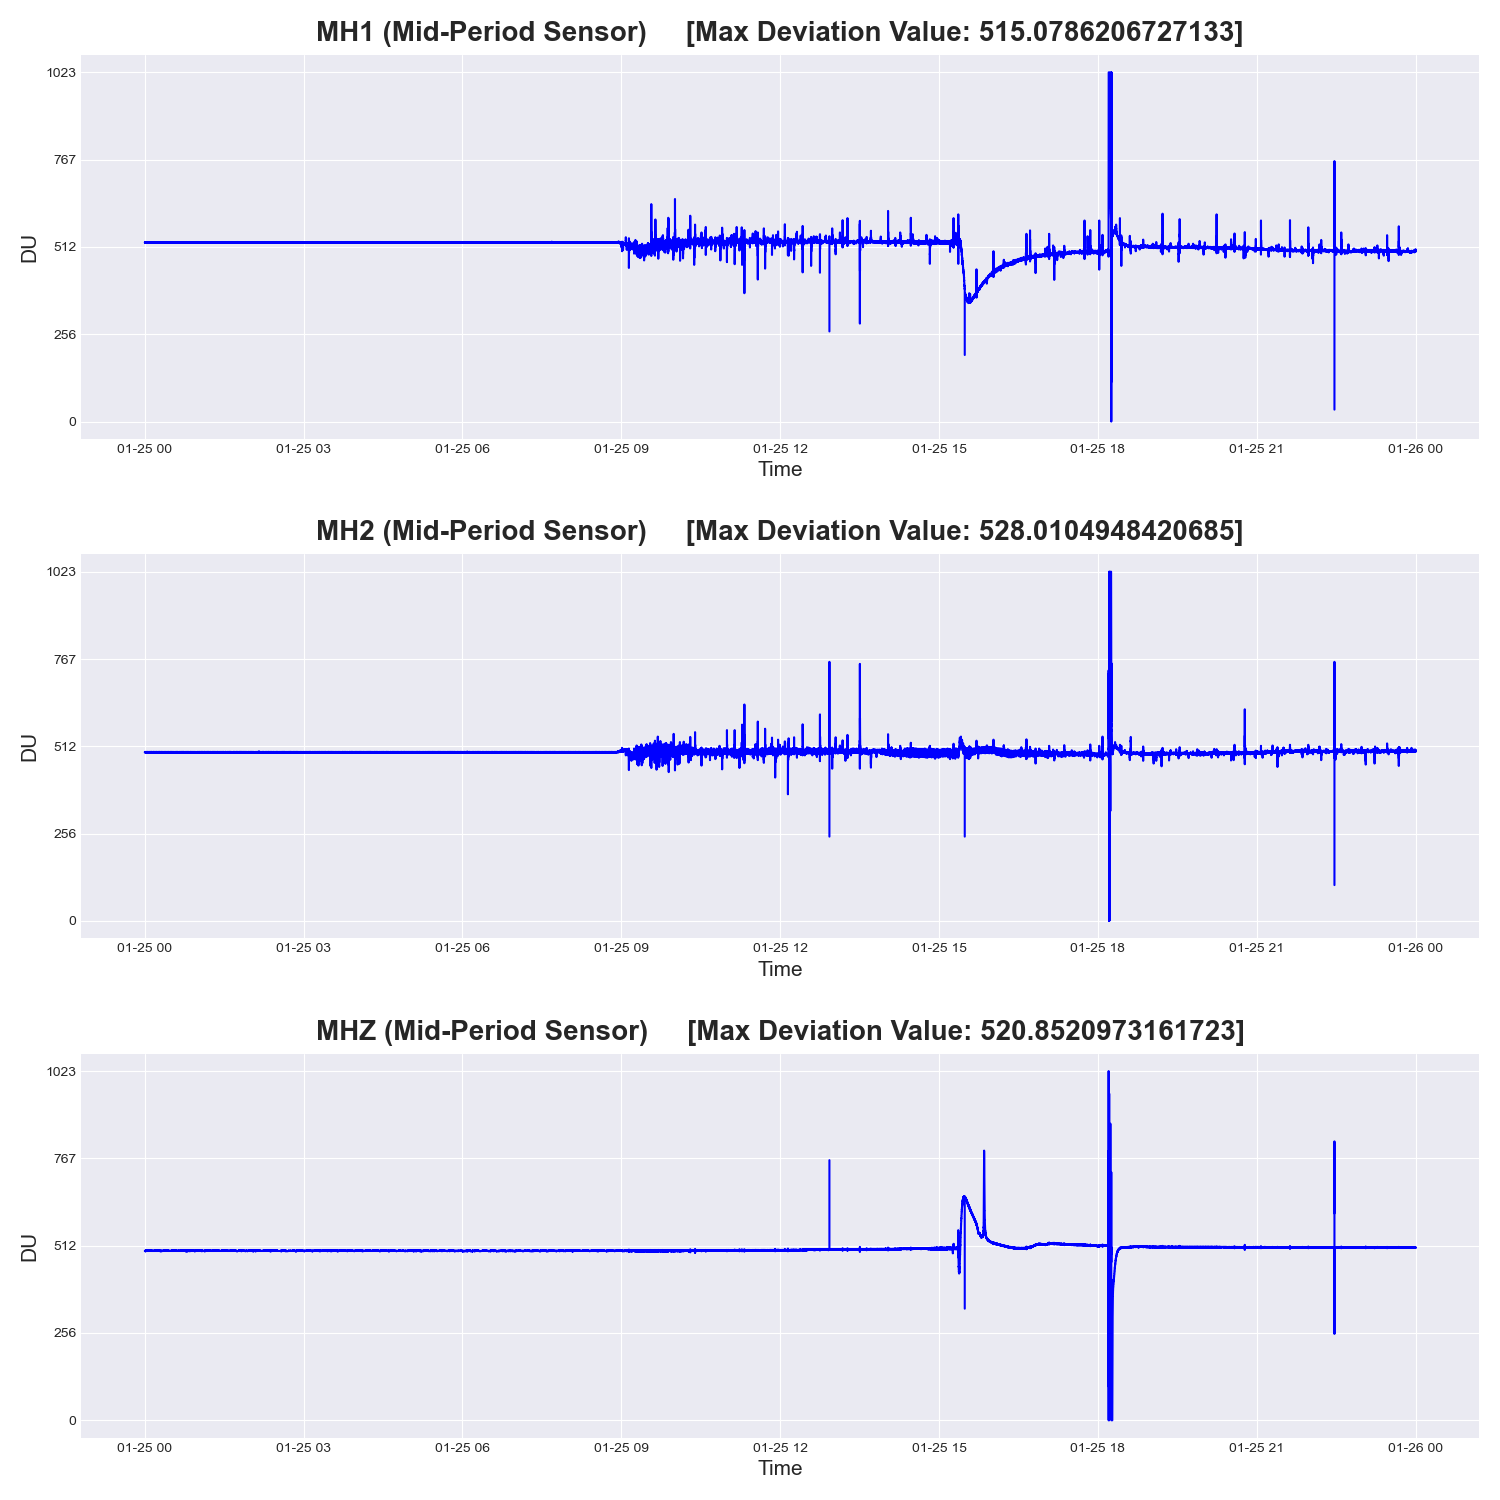 MH1 (Mid-Period Sensor) [Max Deviation Value: 515.0786206727133]
1023
767
512
256
0
DU
01-25 00 01-25 03 01-25 06 01-25 09 01-25 12 01-25 15 01-25 18 01-25 21 01-26 00
Time
MH2 (Mid-Period Sensor) [Max Deviation Value: 528.0104948420685]
1023
767
512
256
0
DU
01-25 00 01-25 03 01-25 06 01-25 09 01-25 12 01-25 15 01-25 18 01-25 21 01-26 00
Time
MHZ (Mid-Period Sensor) [Max Deviation Value: 520.8520973161723]
1023
767
512
256
0
DU
01-25 00 01-25 03 01-25 06 01-25 09 01-25 12 01-25 15 01-25 18 01-25 21 01-26 00
Time